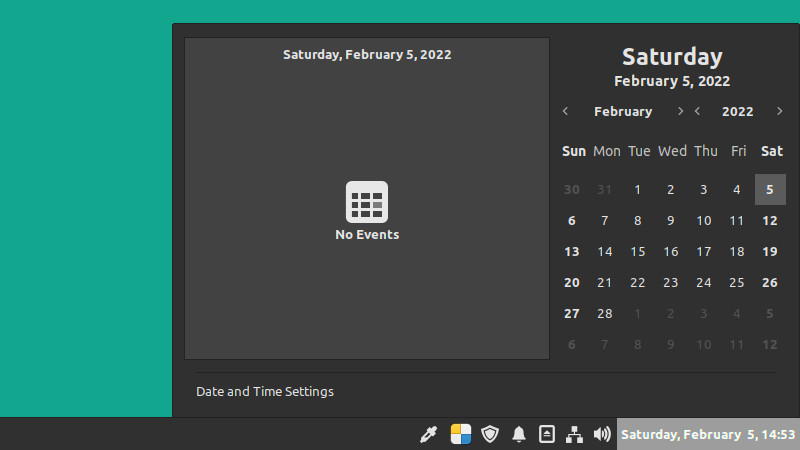 Saturday, February 5, 2022
No Events
Saturday
February 5, 2022
February 2022
Sun Mon Tue Wed Thu Fri Sat
30 31 1 2 3 4 5
6 7 8 9 10 11 12
13 14 15 16 17 18 19
20 21 22 23 24 25 26
27 28 1 2 3 4 5
6 7 8 9 10 11 12
Date and Time Settings
Saturday, February  5, 14:53